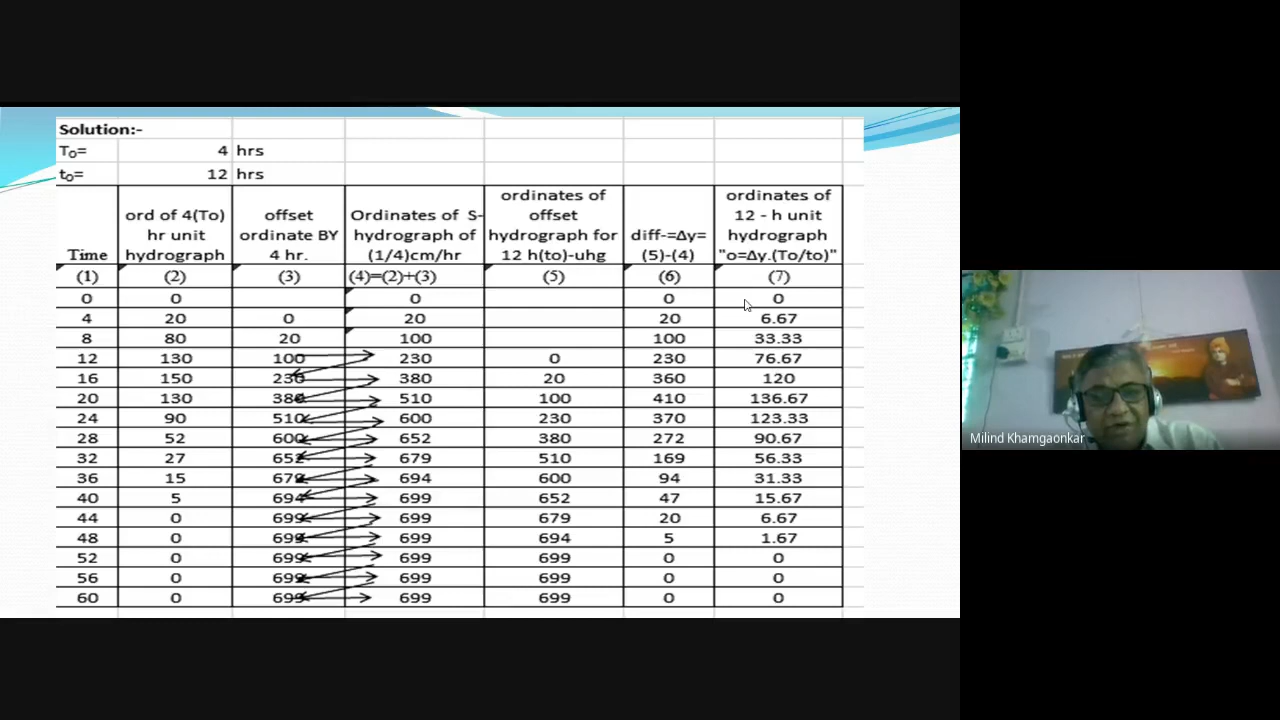 Solution:-
To= 4 hrs
to= 12 hrs
Time | ord of 4(To) hr unit hydrograph | offset ordinate BY 4 hr. | Ordinates of S-hydrograph of (1/4)cm/hr | ordinates of offset hydrograph for 12 h(to)-uhg | diff-=Δy= (5)-(4) | ordinates of 12 - h unit hydrograph "o=Δy.(To/to)"
(1) (2) (3) (4)=(2)+(3) (5) (6) (7)
0 0 0 0 0
4 20 0 20 20 6.67
8 80 20 100 100 33.33
12 130 100 230 0 230 76.67
16 150 230 380 20 360 120
20 130 380 510 100 410 136.67
24 90 510 600 230 370 123.33
28 52 600 652 380 272 90.67
32 27 652 679 510 169 56.33
36 15 679 694 600 94 31.33
40 5 694 699 652 47 15.67
44 0 699 699 679 20 6.67
48 0 699 699 694 5 1.67
52 0 699 699 699 0 0
56 0 699 699 699 0 0
60 0 699 699 699 0 0
Milind Khamgaonkar